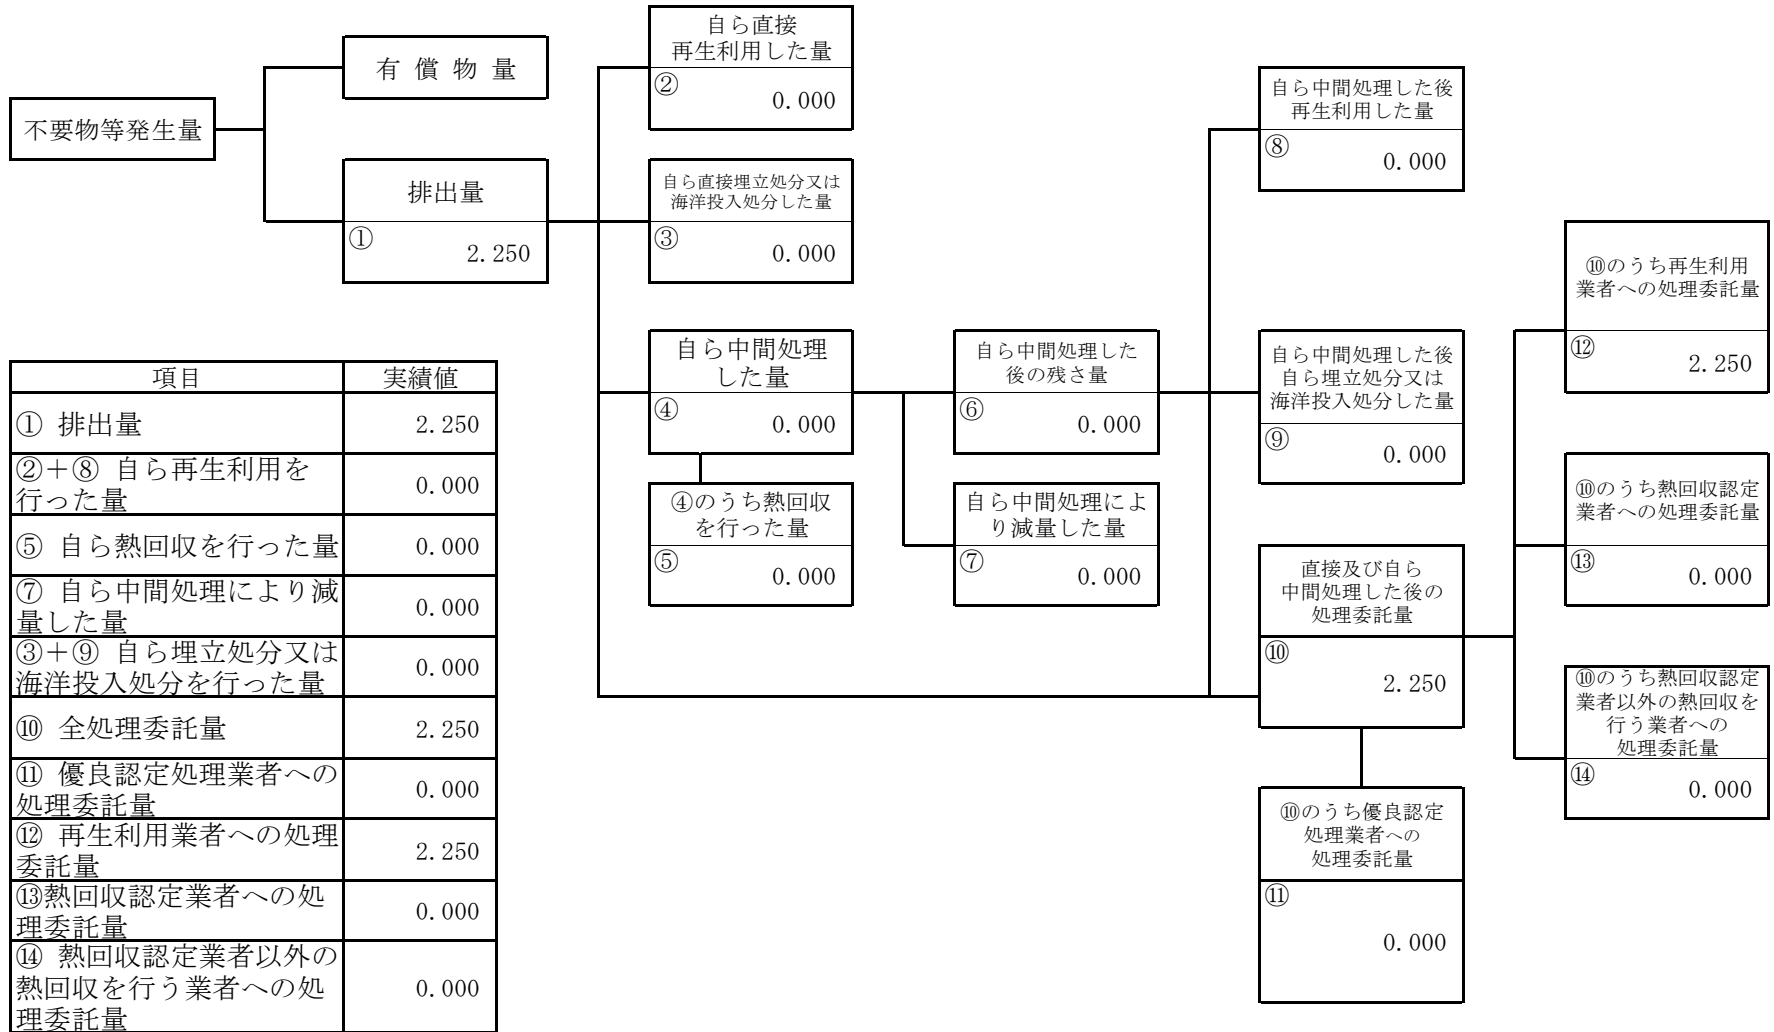 不要物等発生量
有 償 物 量
排出量
①
2.250
自ら直接
再生利用した量
②
0.000
自ら直接埋立処分又は
海洋投入処分した量
③
0.000
自ら中間処理
した量
④
0.000
④のうち熱回収
を行った量
⑤
0.000
自ら中間処理した
後の残さ量
⑥
0.000
自ら中間処理によ
り減量した量
⑦
0.000
自ら中間処理した後
再生利用した量
⑧
0.000
自ら中間処理した後
自ら埋立処分又は
海洋投入処分した量
⑨
0.000
直接及び自ら
中間処理した後の
処理委託量
⑩
2.250
⑩のうち優良認定
処理業者への
処理委託量
⑪
0.000
⑩のうち再生利用
業者への処理委託量
⑫
2.250
⑩のうち熱回収認定
業者への処理委託量
⑬
0.000
⑩のうち熱回収認定
業者以外の熱回収を
行う業者への
処理委託量
⑭
0.000
項目 実績値
① 排出量 2.250
②＋⑧ 自ら再生利用を
行った量 0.000
⑤ 自ら熱回収を行った量 0.000
⑦ 自ら中間処理により減
量した量 0.000
③＋⑨ 自ら埋立処分又は
海洋投入処分を行った量 0.000
⑩ 全処理委託量 2.250
⑪ 優良認定処理業者への
処理委託量 0.000
⑫ 再生利用業者への処理
委託量 2.250
⑬熱回収認定業者への処
理委託量 0.000
⑭ 熱回収認定業者以外の
熱回収を行う業者への処
理委託量 0.000